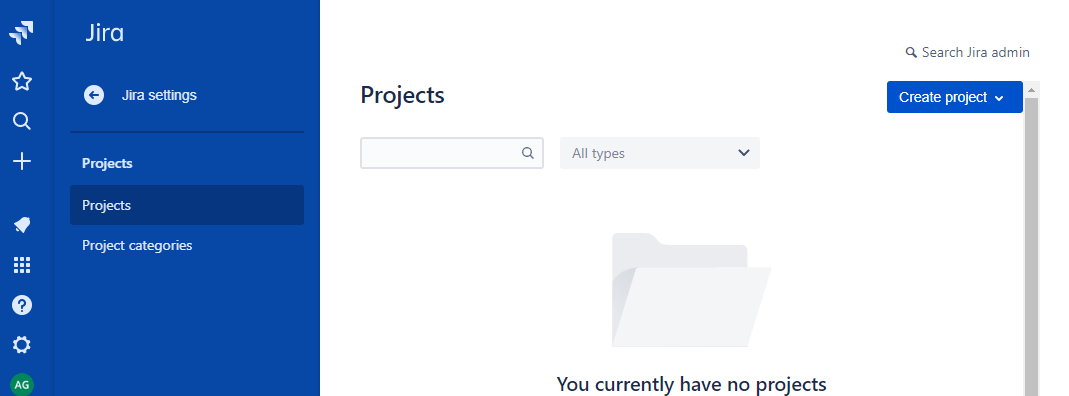 Jira
Search Jira admin
Jira settings
Projects
Create project
All types
Projects
Projects
Project categories
?
AG
You currently have no projects